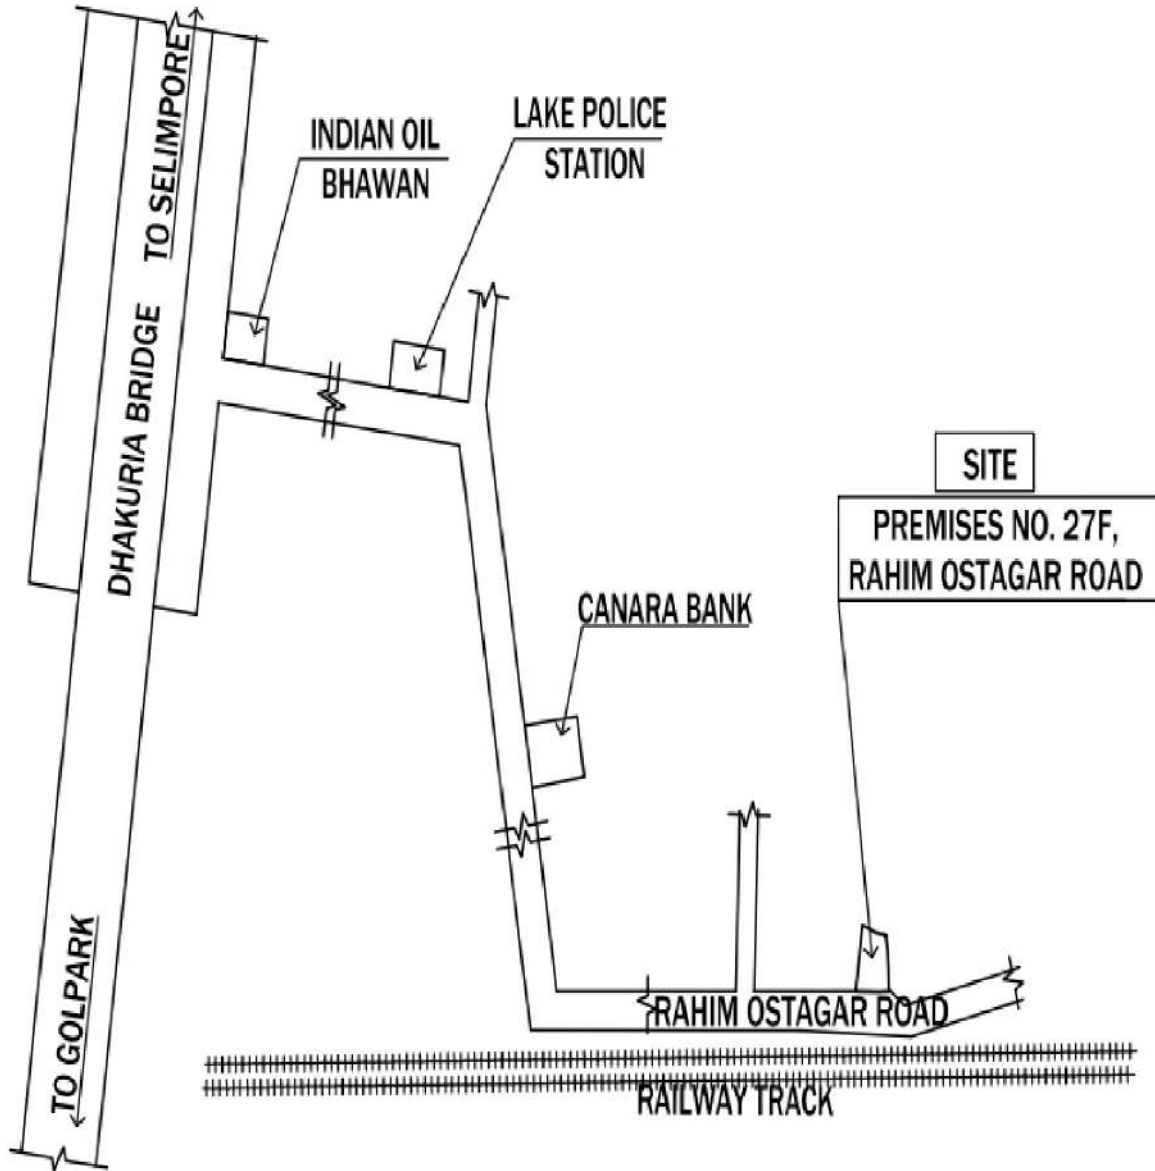 TO SELIMPORE
INDIAN OIL
BHAWAN
LAKE POLICE
STATION
DHAKURIA BRIDGE
SITE
PREMISES NO. 27F,
RAHIM OSTAGAR ROAD
CANARA BANK
TO GOLPARK
RAHIM OSTAGAR ROAD
RAILWAY TRACK